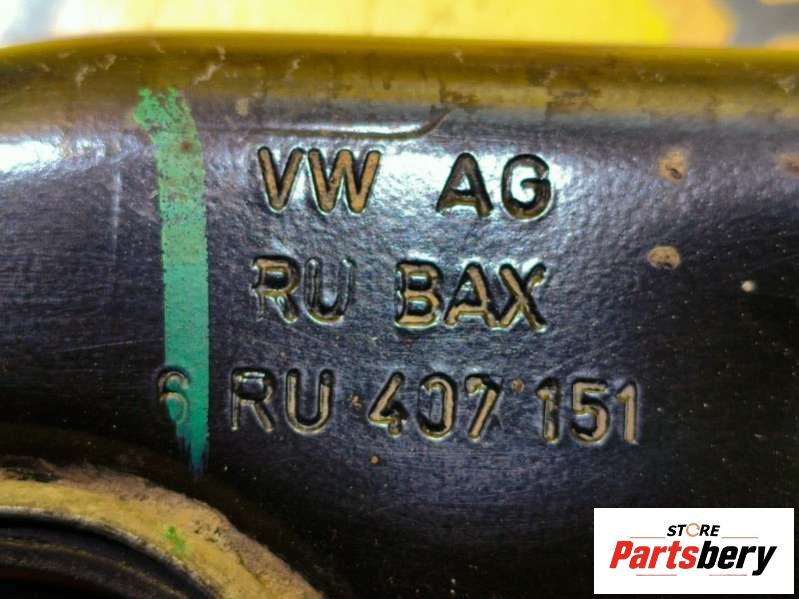 VW AG
RU BAX
6 RU 407 151
STORE
Partsbery